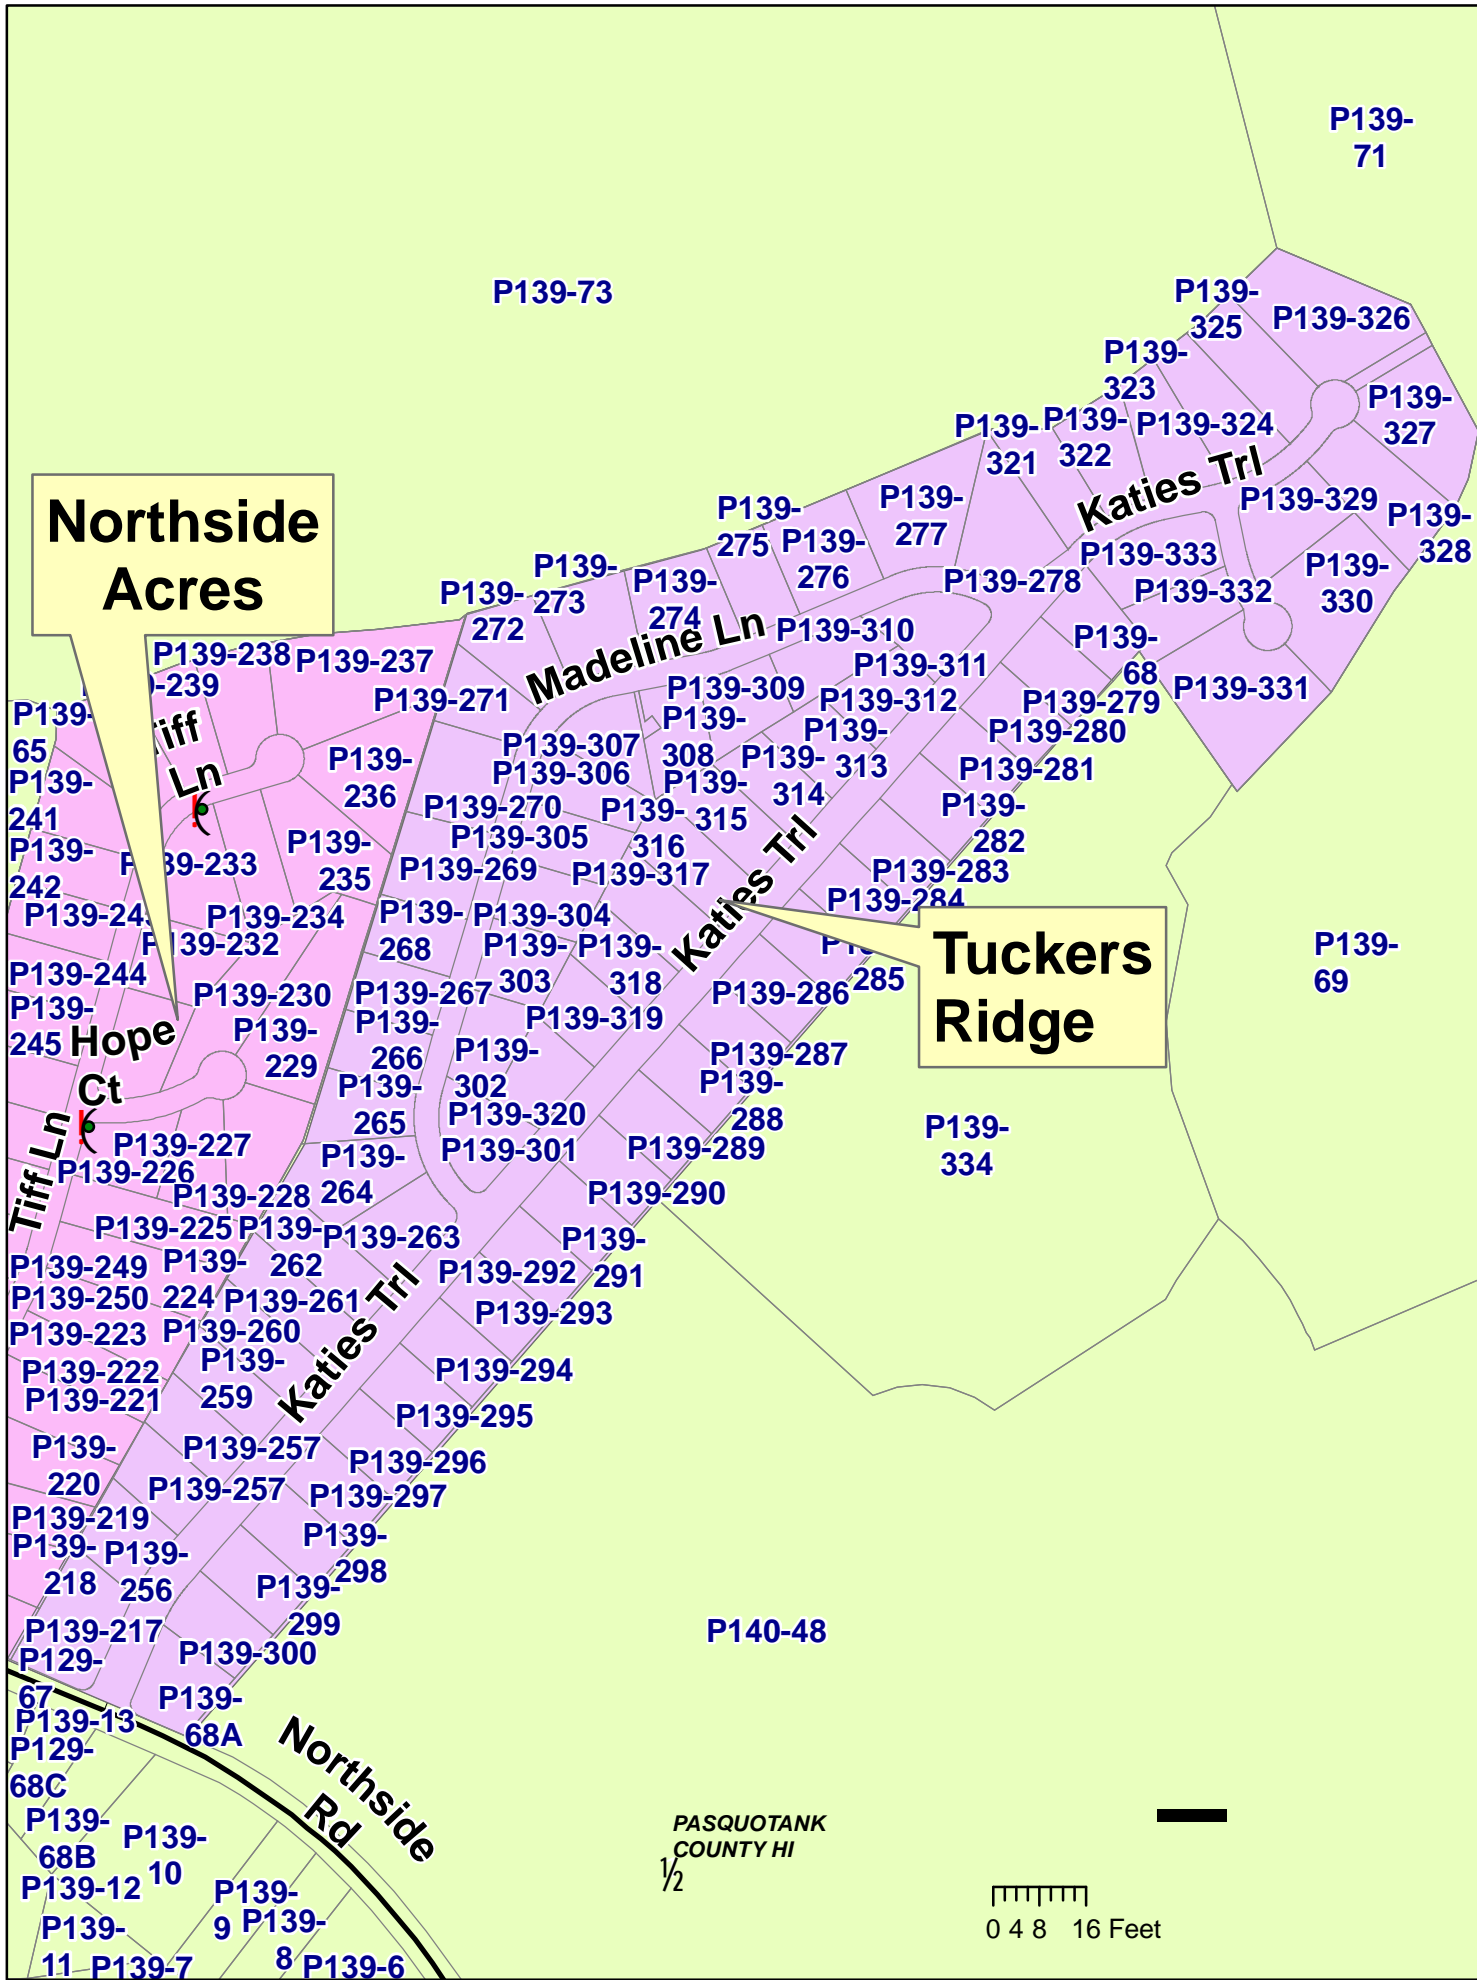 P139-
71
P139-73
P139-
325
P139-326
P139-
323
P139-
327
P139-
321
P139-
322
P139-324
Katies Trl
P139-329
P139-
328
P139-
277
P139-
275
P139-
276
P139-333
P139-332
P139-
330
P139-278
Northside
Acres
P139-
272
P139-
273
P139-
274
Madeline Ln
P139-310
P139-
68
P139-311
P139-331
P139-238
P139-237
-239
P139-271
P139-309
P139-312
P139-279
P139-
65
Tiff
Ln
P139-307
P139-
308
P139-
313
P139-280
P139-
236
P139-306
P139-
314
P139-281
P139-
241
P139-270
P139-
315
P139-
282
P139-
316
P139-305
Katies Trl
P139-
235
P139-
242
P139-233
P139-269
P139-317
P139-283
P139-284
P139-243
P139-234
P139-
268
P139-304
P139-232
P139-
303
P139-
318
285
Tuckers
Ridge
P139-
69
P139-244
P139-230
P139-267
P139-286
P139-
245
Hope
Ct
P139-
229
P139-
266
P139-319
P139-
302
P139-287
P139-
265
P139-
288
P139-320
P139-
334
Tiff Ln
P139-227
P139-226
P139-301
P139-289
P139-
264
P139-228
P139-290
P139-225
P139-
262
P139-263
P139-
291
P139-249
P139-
224
P139-292
P139-250
P139-261
Katies Trl
P139-293
P139-223
P139-260
P139-222
P139-
259
P139-294
P139-221
P139-295
P139-
220
P139-257
P139-296
P139-257
P139-297
P139-219
P139-
218
P139-
256
P139-
298
P139-
299
P139-217
P140-48
P129-
67
P139-300
P139-
68A
P139-13
Northside
Rd
P129-
68C
P139-
68B
P139-
10
PASQUOTANK
COUNTY HI
½
P139-12
P139-
9
P139-
8
P139-
11
P139-7
P139-6
0 4 8 16 Feet